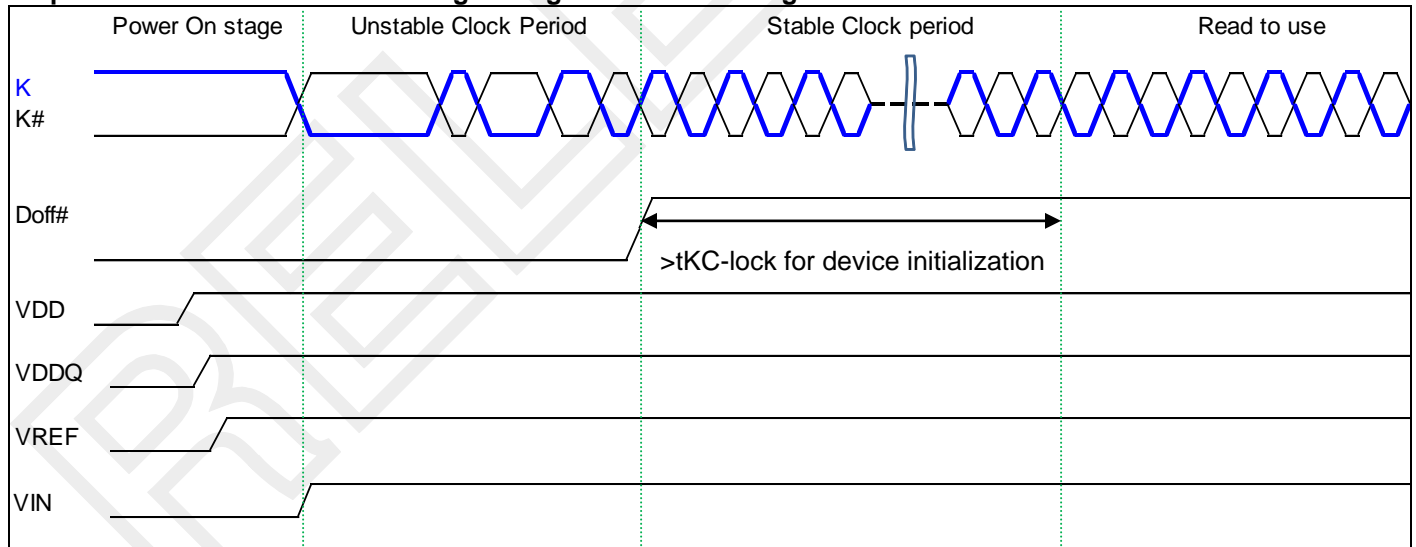 Power On stage Unstable Clock Period Stable Clock period Read to use
K
K#
Doff#
>tKC-lock for device initialization
VDD
VDDQ
VREF
VIN